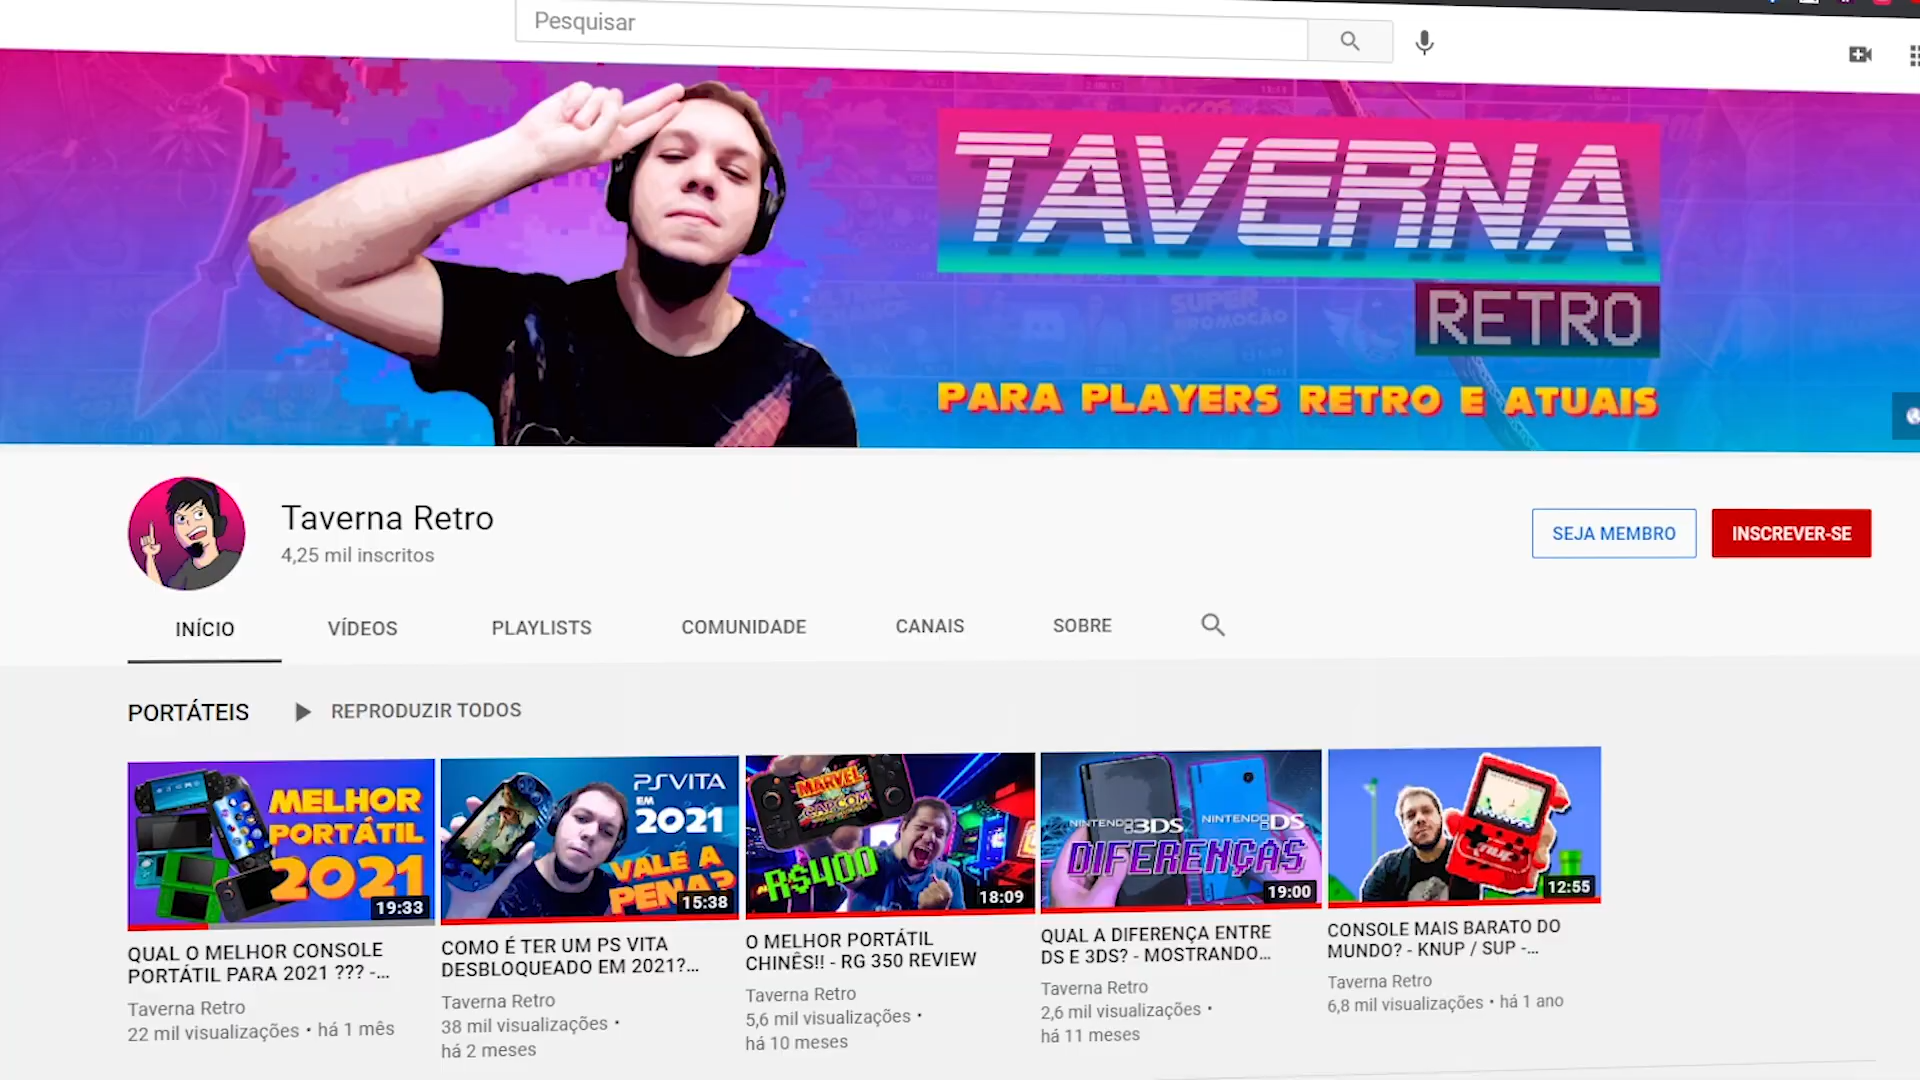 Pesquisar
TAVERNA
RETRO
PARA PLAYERS RETRO E ATUAIS
Taverna Retro
4,25 mil inscritos
SEJA MEMBRO
INSCREVER-SE
INÍCIO
VÍDEOS
PLAYLISTS
COMUNIDADE
CANAIS
SOBRE
PORTÁTEIS
REPRODUZIR TODOS
MELHOR
PORTÁTIL
2021
19:33
PSVITA
EM
2021
VALE A
PENA?
15:38
MARVEL
CAPCOM
R$400
18:09
NINTENDO 3DS
NINTENDO DS
DIFERENÇAS
19:00
12:55
QUAL O MELHOR CONSOLE
PORTÁTIL PARA 2021 ??? -...
Taverna Retro
22 mil visualizações • há 1 mês
COMO É TER UM PS VITA
DESBLOQUEADO EM 2021?...
Taverna Retro
38 mil visualizações •
há 2 meses
O MELHOR PORTÁTIL
CHINÊS!! - RG 350 REVIEW
Taverna Retro
5,6 mil visualizações •
há 10 meses
QUAL A DIFERENÇA ENTRE
DS E 3DS? - MOSTRANDO...
Taverna Retro
2,6 mil visualizações •
há 11 meses
CONSOLE MAIS BARATO DO
MUNDO? - KNUP / SUP -...
Taverna Retro
6,8 mil visualizações • há 1 ano